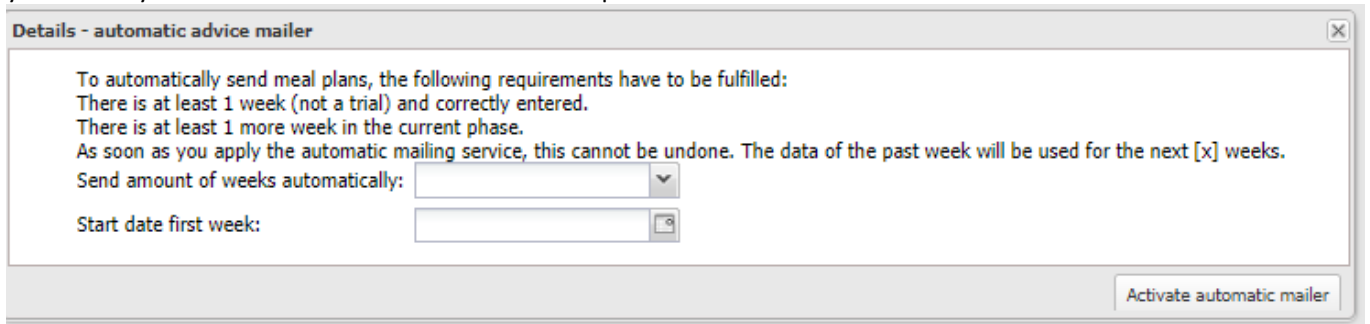 Details - automatic advice mailer
To automatically send meal plans, the following requirements have to be fulfilled:
There is at least 1 week (not a trial) and correctly entered.
There is at least 1 more week in the current phase.
As soon as you apply the automatic mailing service, this cannot be undone. The data of the past week will be used for the next [x] weeks.
Send amount of weeks automatically:
Start date first week:
Activate automatic mailer